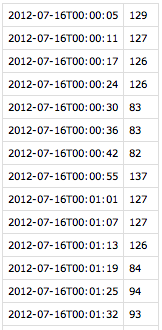 2012-07-16T00:00:05 129
2012-07-16T00:00:11 127
2012-07-16T00:00:17 126
2012-07-16T00:00:24 126
2012-07-16T00:00:30 83
2012-07-16T00:00:36 83
2012-07-16T00:00:42 82
2012-07-16T00:00:55 137
2012-07-16T00:01:01 127
2012-07-16T00:01:07 127
2012-07-16T00:01:13 126
2012-07-16T00:01:19 84
2012-07-16T00:01:25 94
2012-07-16T00:01:32 93